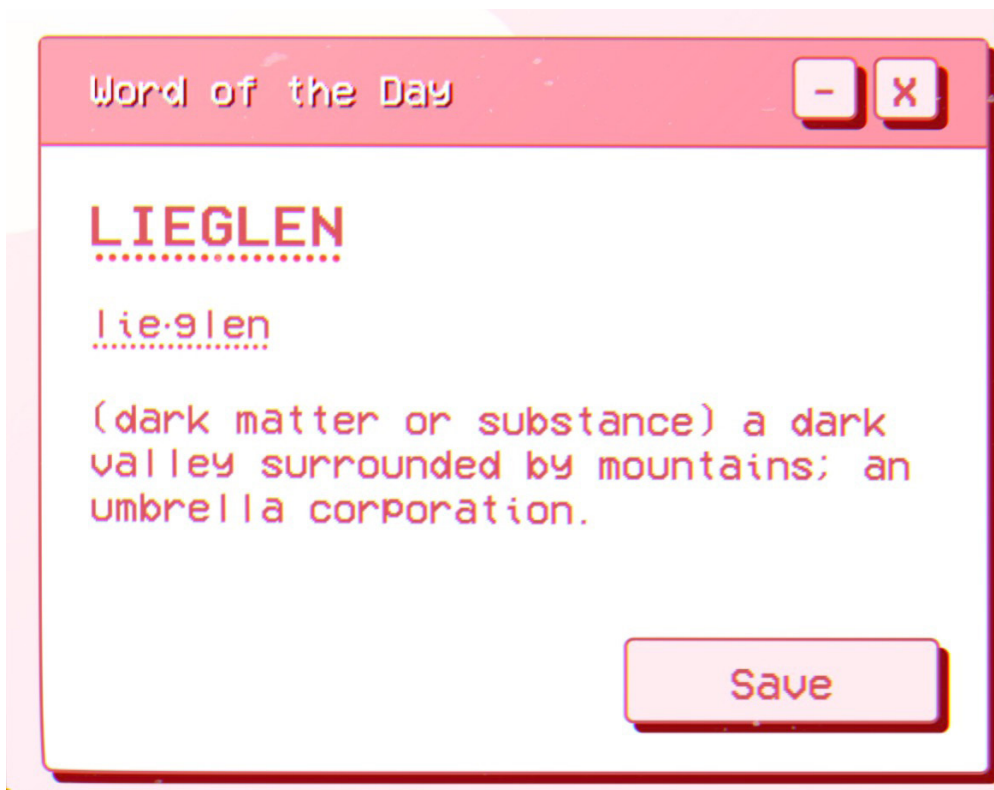 Word of the Day
- X
LIEGLEN
lie·glen
(dark matter or substance) a dark
valley surrounded by mountains; an
umbrella corporation.
Save